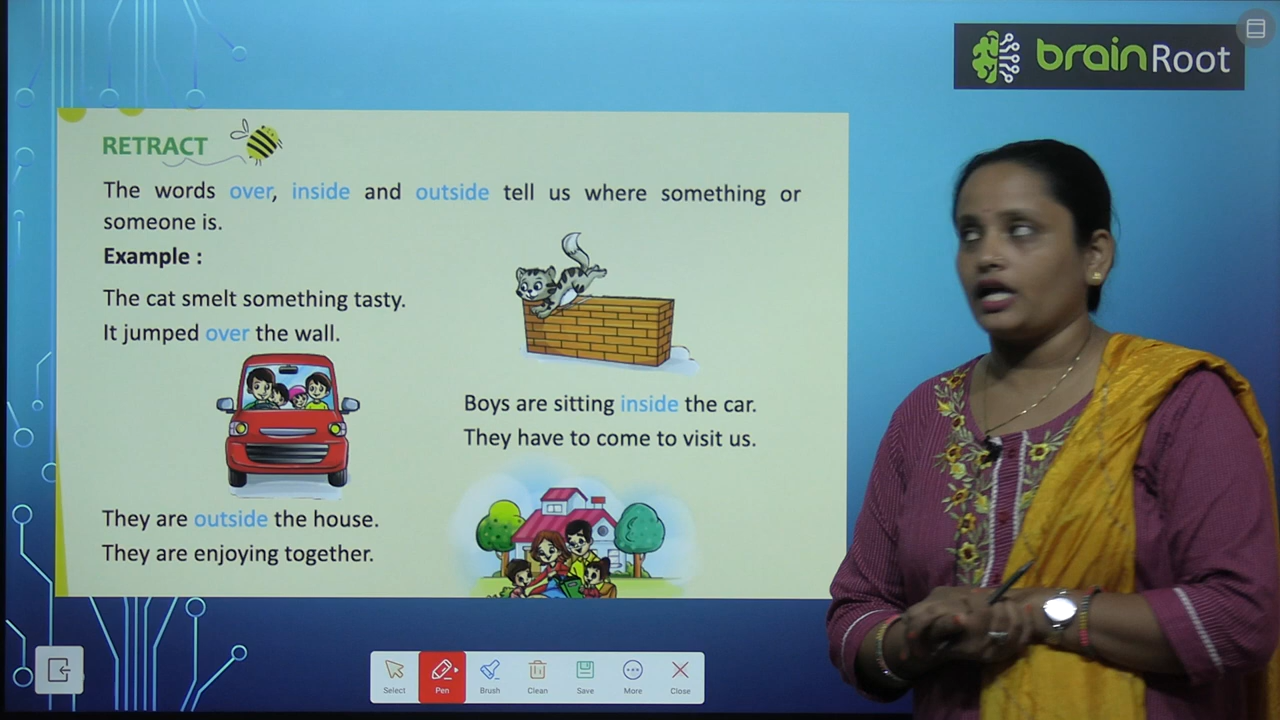 brainRoot
RETRACT
The words over, inside and outside tell us where something or
someone is.
Example :
The cat smelt something tasty.
It jumped over the wall.
Boys are sitting inside the car.
They have to come to visit us.
They are outside the house.
They are enjoying together.
Select Pen Brush Clean Save More Close